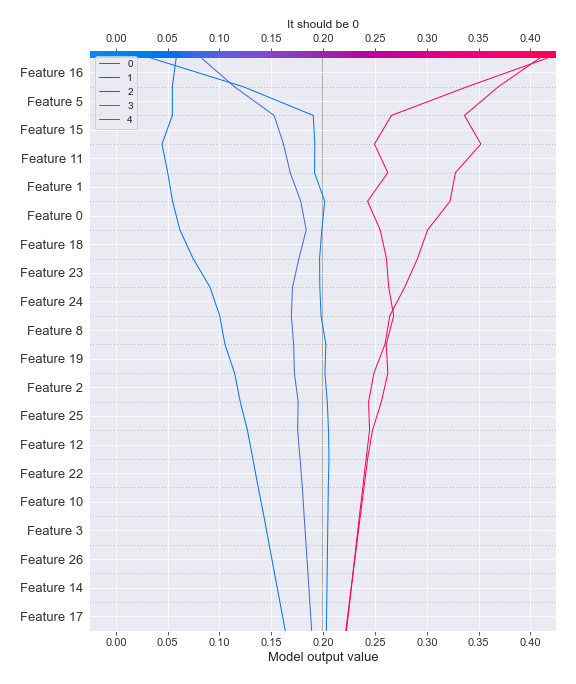 It should be 0
0.00 0.05 0.10 0.15 0.20 0.25 0.30 0.35 0.40
0
1
2
3
4
Feature 16
Feature 5
Feature 15
Feature 11
Feature 1
Feature 0
Feature 18
Feature 23
Feature 24
Feature 8
Feature 19
Feature 2
Feature 25
Feature 12
Feature 22
Feature 10
Feature 3
Feature 26
Feature 14
Feature 17
0.00 0.05 0.10 0.15 0.20 0.25 0.30 0.35 0.40
Model output value